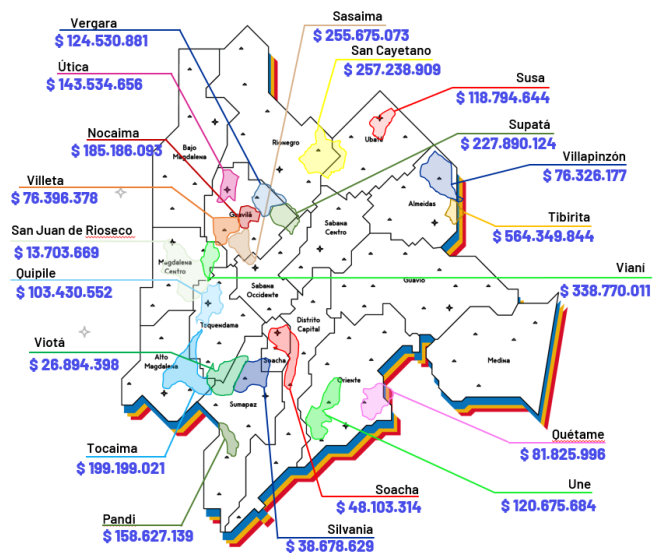 Vergara
$ 124.530.881
Sasaima
$ 255.675.073
San Cayetano
$ 257.238.909
Útica
$ 143.534.656
Susa
$ 118.794.644
Nocaima
$ 185.186.093
Supatá
$ 227.890.124
Villapinzón
$ 76.326.177
Villeta
$ 76.396.378
Tibirita
$ 564.349.844
San Juan de Rioseco
$ 13.703.669
Vianí
$ 338.770.011
Quipile
$ 103.430.552
Viotá
$ 26.894.398
Tocaima
$ 199.199.021
Quétame
$ 81.825.996
Soacha
$ 48.103.314
Une
$ 120.675.684
Pandi
$ 158.627.139
Silvania
$ 38.678.629
Bajo
Magdalena
Rionegro
Ubaté
Almeidas
Sabana
Centro
Magdalena
Centro
Sabana
Occidente
Guavio
Distrito
Capital
Tequendama
Alto
Magdalena
Soacha
Sumapaz
Oriente
Medina